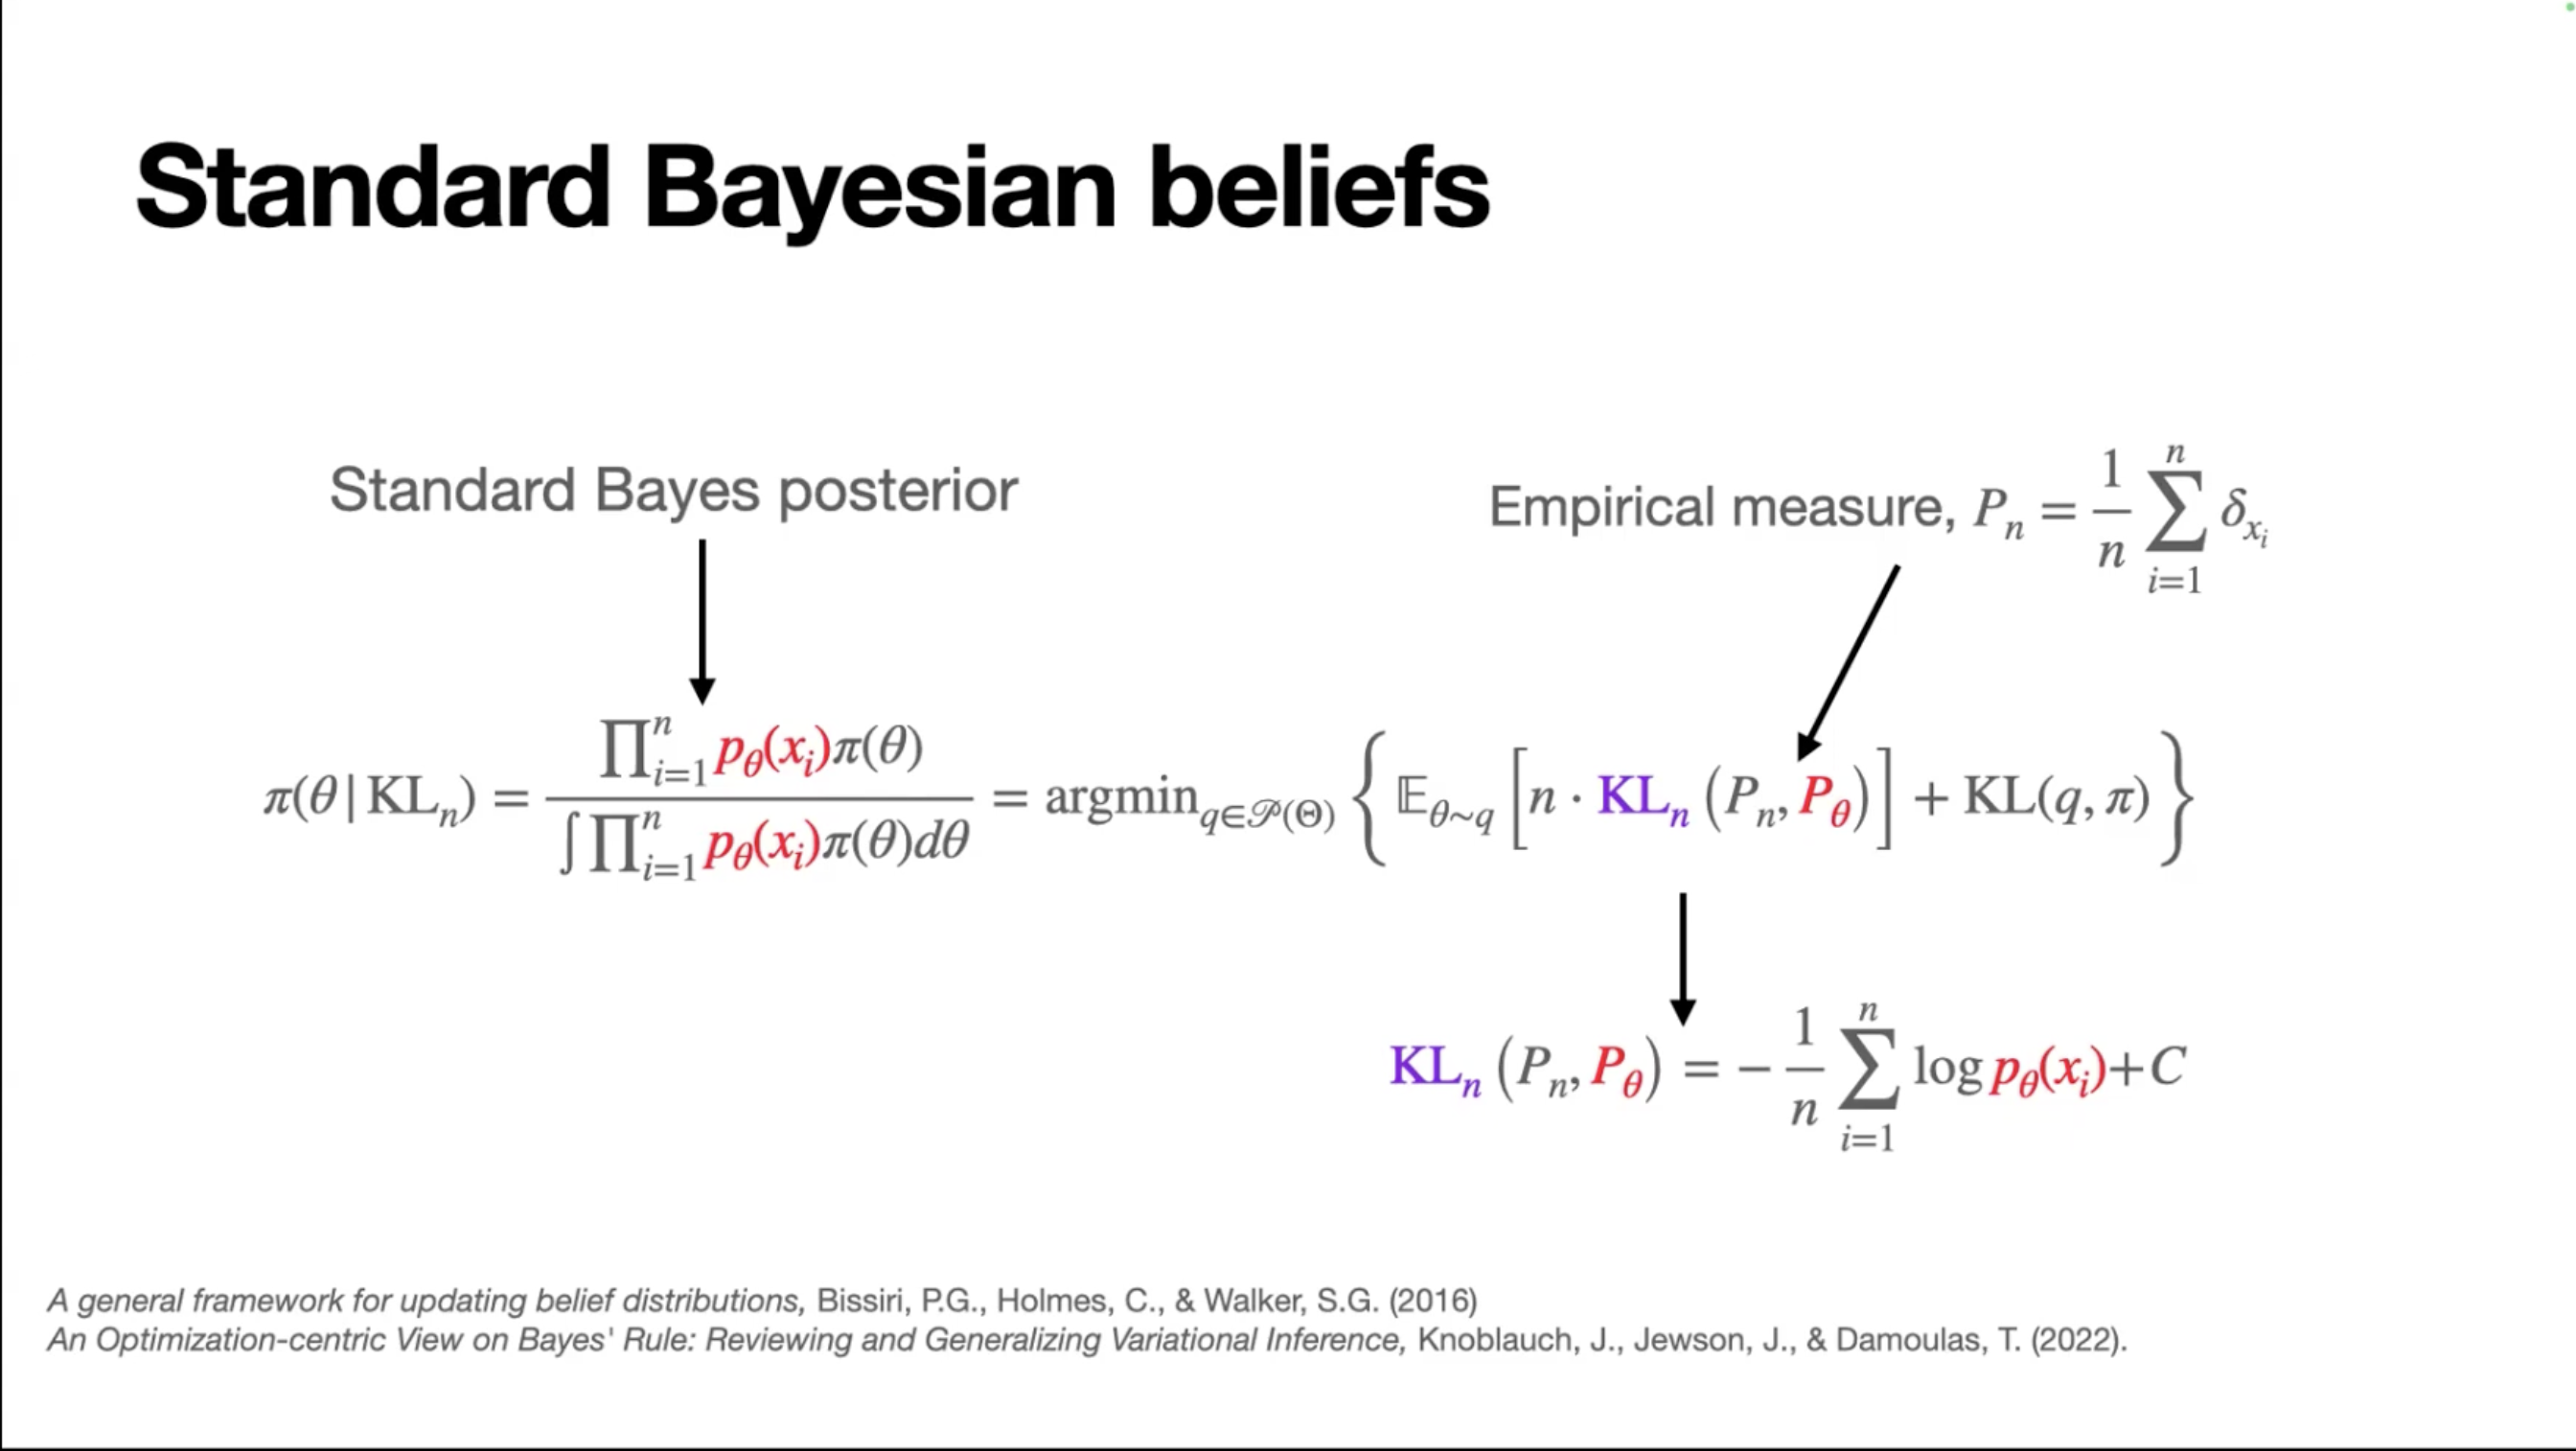 Standard Bayesian beliefs
Standard Bayes posterior
Empirical measure, $P_n = \frac{1}{n} \sum_{i=1}^{n} \delta_{x_i}$
$\pi(\theta \,|\, \mathrm{KL}_n) = \frac{\prod_{i=1}^{n} p_\theta(x_i) \pi(\theta)}{\int \prod_{i=1}^{n} p_\theta(x_i) \pi(\theta) d\theta} = \mathrm{argmin}_{q \in \mathscr{P}(\Theta)} \left\{ \mathbb{E}_{\theta \sim q} \left[ n \cdot \mathrm{KL}_n \left( P_n, P_\theta \right) \right] + \mathrm{KL}(q, \pi) \right\}$
$\mathrm{KL}_n \left( P_n, P_\theta \right) = - \frac{1}{n} \sum_{i=1}^{n} \log p_\theta(x_i) + C$
A general framework for updating belief distributions, Bissiri, P.G., Holmes, C., & Walker, S.G. (2016)
An Optimization-centric View on Bayes' Rule: Reviewing and Generalizing Variational Inference, Knoblauch, J., Jewson, J., & Damoulas, T. (2022).